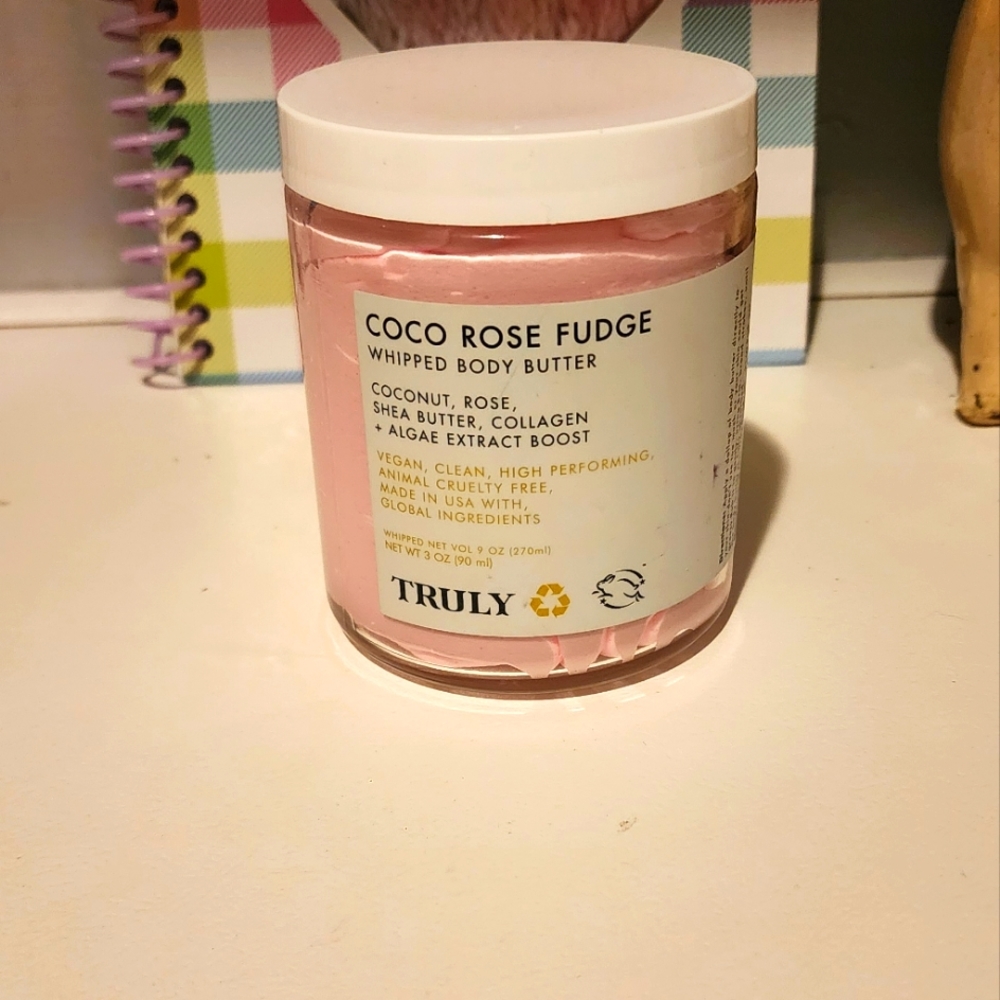 COCO ROSE FUDGE
WHIPPED BODY BUTTER
COCONUT, ROSE,
SHEA BUTTER, COLLAGEN
+ ALGAE EXTRACT BOOST
VEGAN, CLEAN, HIGH PERFORMING,
ANIMAL CRUELTY FREE,
MADE IN USA WITH,
GLOBAL INGREDIENTS
WHIPPED NET VOL 9 OZ (270ml)
NET WT 3 OZ (90 ml)
TRULY